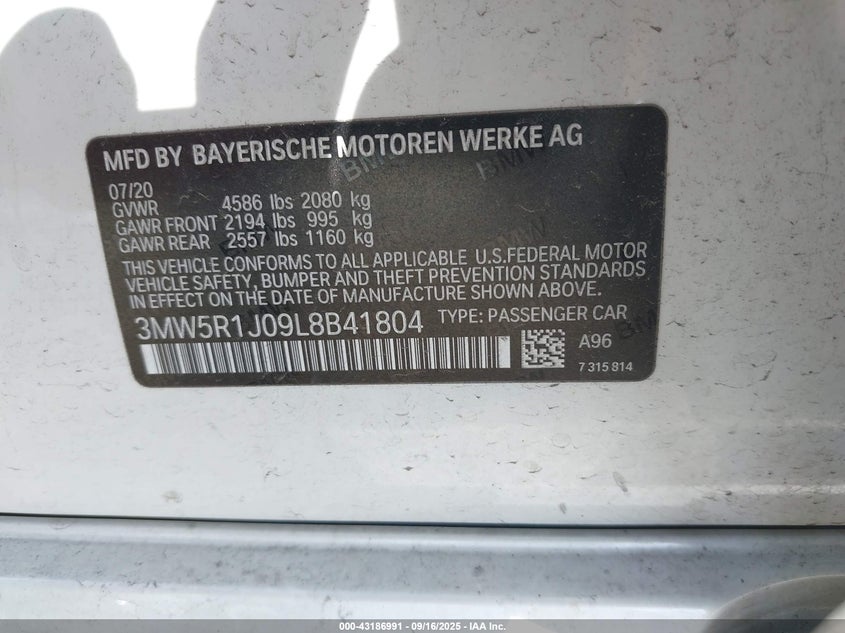 MFD BY BAYERISCHE MOTOREN WERKE AG
07/20
GVWR 4586 lbs 2080 kg
GAWR FRONT 2194 lbs 995 kg
GAWR REAR 2557 lbs 1160 kg
THIS VEHICLE CONFORMS TO ALL APPLICABLE U.S.FEDERAL MOTOR
VEHICLE SAFETY, BUMPER AND THEFT PREVENTION STANDARDS
IN EFFECT ON THE DATE OF MANUFACTURE SHOWN ABOVE.
3MW5R1J09L8B41804 TYPE: PASSENGER CAR
A96
7 315 814
000-43186991 - 09/16/2025 - IAA Inc.